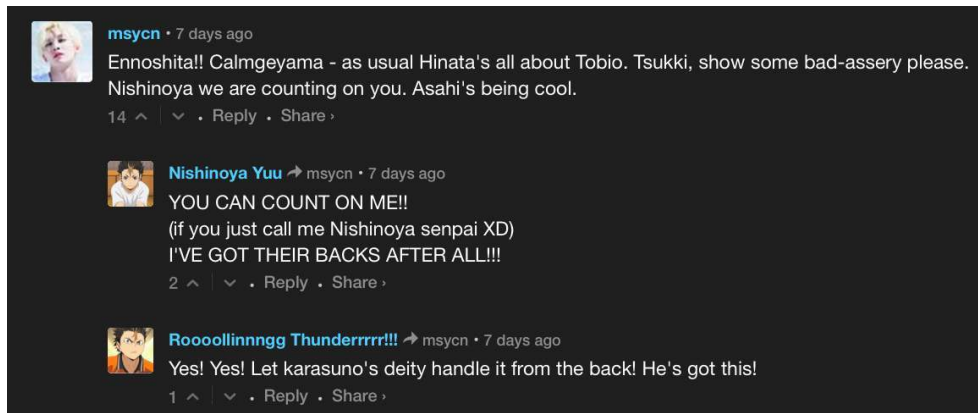 msycn • 7 days ago
Ennoshita!! Calmgeyama - as usual Hinata's all about Tobio. Tsukki, show some bad-assery please.
Nishinoya we are counting on you. Asahi's being cool.
14 • Reply • Share ›
Nishinoya Yuu msycn • 7 days ago
YOU CAN COUNT ON ME!!
(if you just call me Nishinoya senpai XD)
I'VE GOT THEIR BACKS AFTER ALL!!!
2 • Reply • Share ›
Roooollinnngg Thunderrrrr!!! msycn • 7 days ago
Yes! Yes! Let karasuno's deity handle it from the back! He's got this!
1 • Reply • Share ›